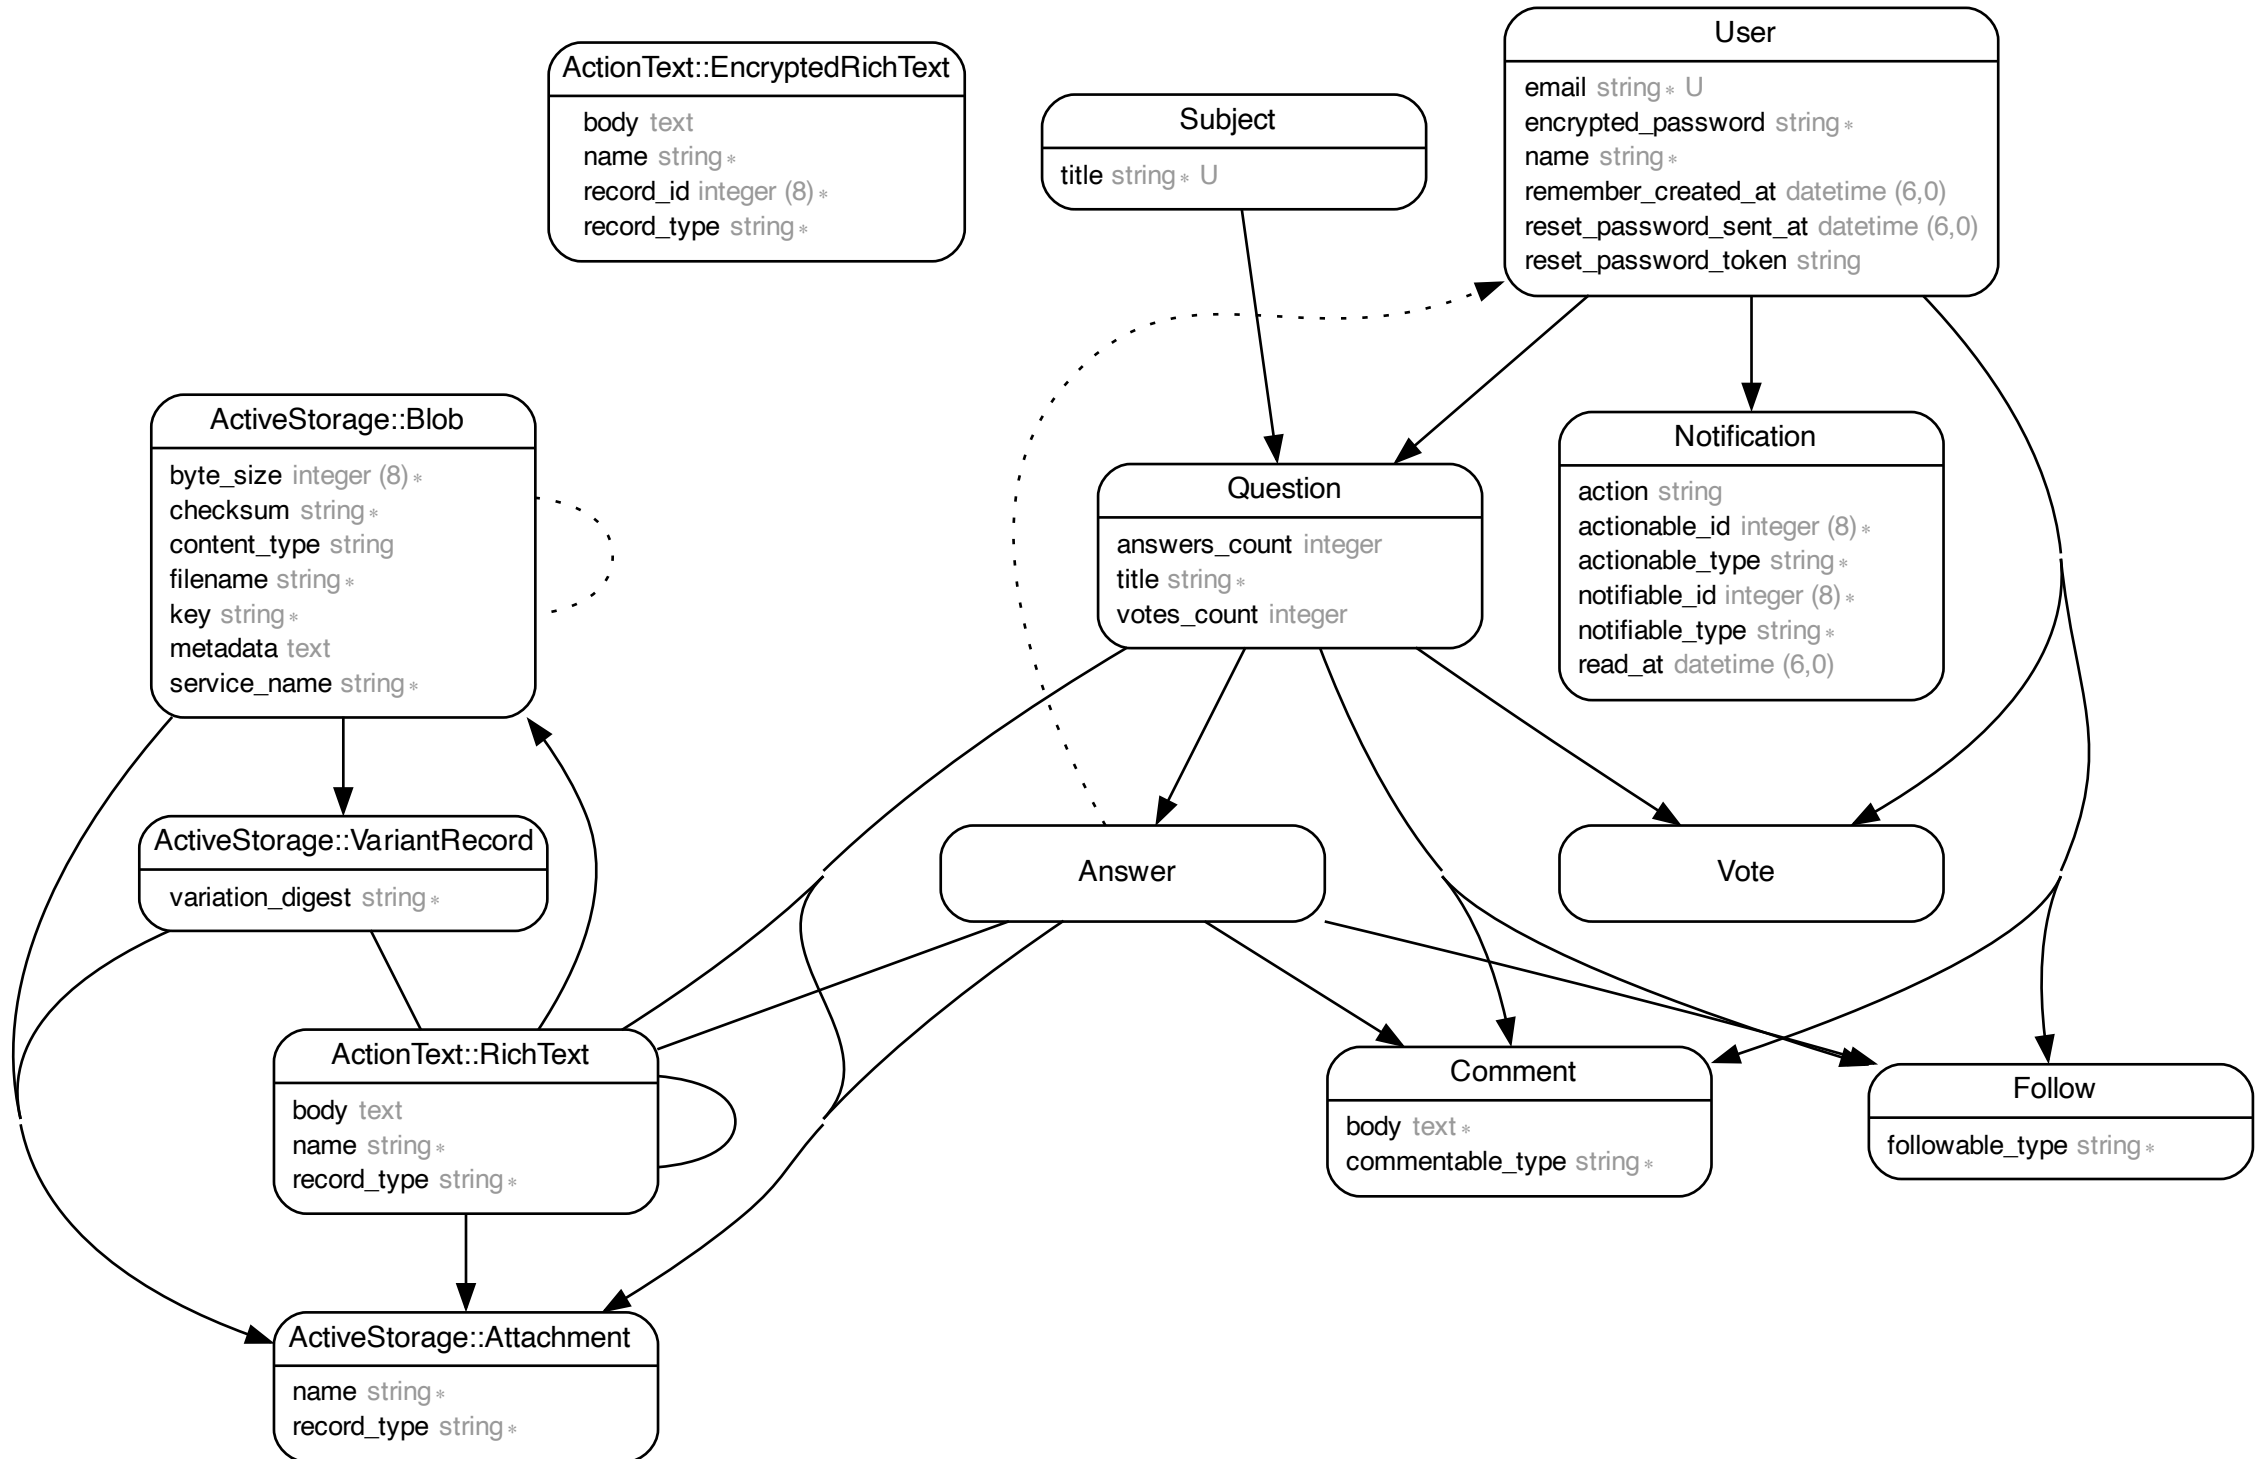 ActionText::EncryptedRichText
body text
name string ∗
record_id integer (8) ∗
record_type string ∗
Subject
title string ∗ U
User
email string ∗ U
encrypted_password string ∗
name string ∗
remember_created_at datetime (6,0)
reset_password_sent_at datetime (6,0)
reset_password_token string
ActiveStorage::Blob
byte_size integer (8) ∗
checksum string ∗
content_type string
filename string ∗
key string ∗
metadata text
service_name string ∗
Question
answers_count integer
title string ∗
votes_count integer
Notification
action string
actionable_id integer (8) ∗
actionable_type string ∗
notifiable_id integer (8) ∗
notifiable_type string ∗
read_at datetime (6,0)
ActiveStorage::VariantRecord
variation_digest string ∗
Answer
Vote
ActionText::RichText
body text
name string ∗
record_type string ∗
Comment
body text ∗
commentable_type string ∗
Follow
followable_type string ∗
ActiveStorage::Attachment
name string ∗
record_type string ∗